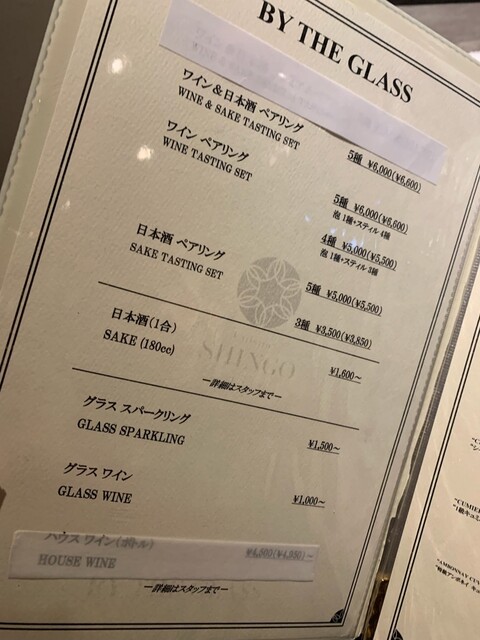 BY THE GLASS
ワイン＆日本酒 ペアリング
WINE & SAKE TASTING SET
5種 ¥6,000(¥6,600)
ワイン ペアリング
WINE TASTING SET
5種 ¥6,000(¥6,600)
泡 1種+スティル 4種
4種 ¥5,000(¥5,500)
泡 1種+スティル 3種
日本酒 ペアリング
SAKE TASTING SET
5種 ¥5,000(¥5,500)
3種 ¥3,500(¥3,850)
SHINGO
日本酒(1合)
SAKE (180cc)
¥1,600～
ー詳細はスタッフまでー
グラス スパークリング
GLASS SPARKLING
¥1,500～
グラス ワイン
GLASS WINE
¥1,000～
ハウス ワイン(ボトル)
HOUSE WINE
¥4,500(¥4,950)～
ー詳細はスタッフまでー